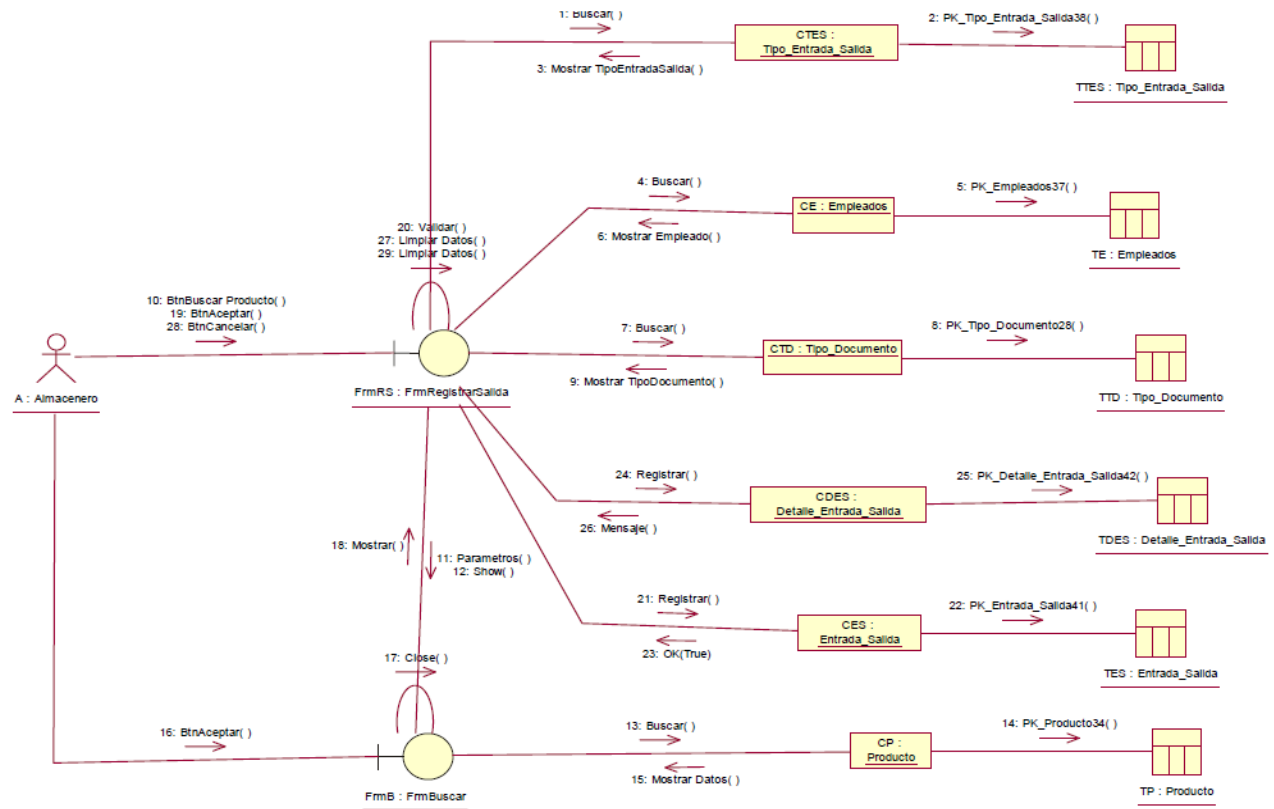 1: Buscar( )
2: PK_Tipo_Entrada_Salida38( )
CTES :
Tipo_Entrada_Salida
3: Mostrar TipoEntradaSalida( )
TTES : Tipo_Entrada_Salida
4: Buscar( )
5: PK_Empleados37( )
CE : Empleados
6: Mostrar Empleado( )
TE : Empleados
20: Validar( )
27: Limpiar Datos( )
29: Limpiar Datos( )
10: BtnBuscar Producto( )
19: BtnAceptar( )
28: BtnCancelar( )
7: Buscar( )
8: PK_Tipo_Documento28( )
CTD : Tipo_Documento
9: Mostrar TipoDocumento( )
A : Almacenero
FrmRS : FrmRegistrarSalida
TTD : Tipo_Documento
24: Registrar( )
25: PK_Detalle_Entrada_Salida42( )
CDES :
Detalle_Entrada_Salida
26: Mensaje( )
TDES : Detalle_Entrada_Salida
18: Mostrar( )
11: Parametros( )
12: Show( )
21: Registrar( )
22: PK_Entrada_Salida41( )
CES :
Entrada_Salida
23: OK(True)
TES : Entrada_Salida
17: Close( )
16: BtnAceptar( )
13: Buscar( )
14: PK_Producto34( )
CP :
Producto
15: Mostrar Datos( )
FrmB : FrmBuscar
TP : Producto